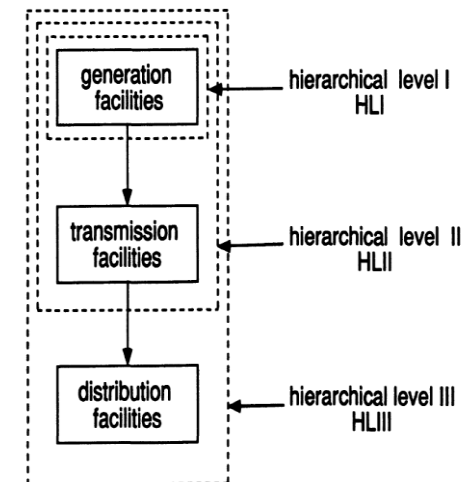 generation
facilities
hierarchical level I
HLI
transmission
facilities
hierarchical level II
HLII
distribution
facilities
hierarchical level III
HLIII